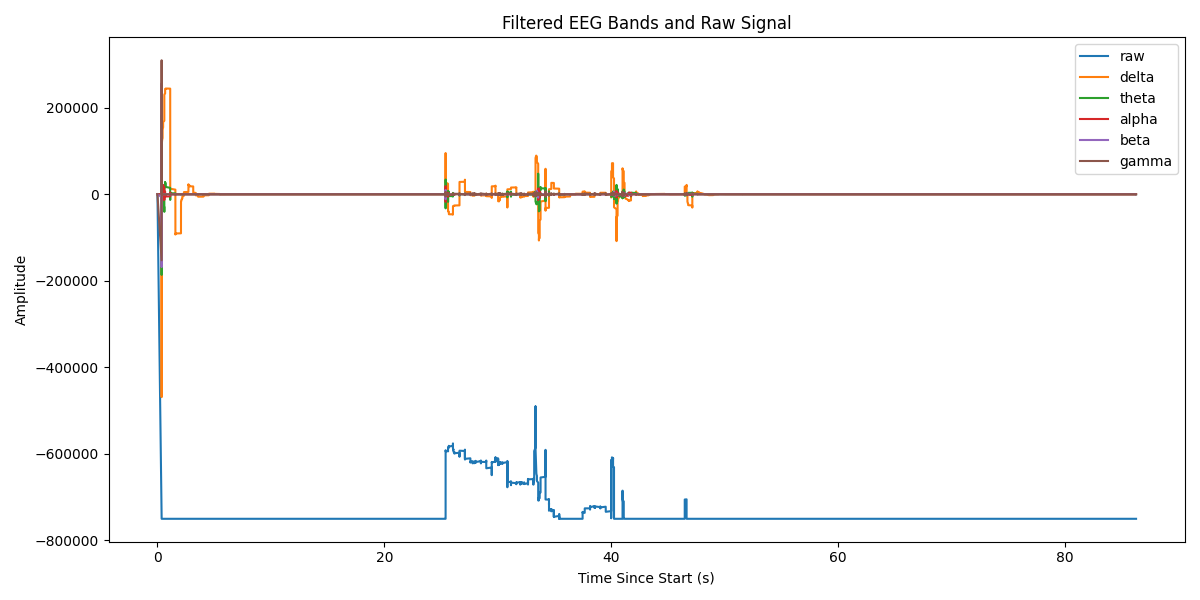 Filtered EEG Bands and Raw Signal
raw
delta
theta
alpha
beta
gamma
200000
0
−200000
−400000
−600000
−800000
Amplitude
0
20
40
60
80
Time Since Start (s)